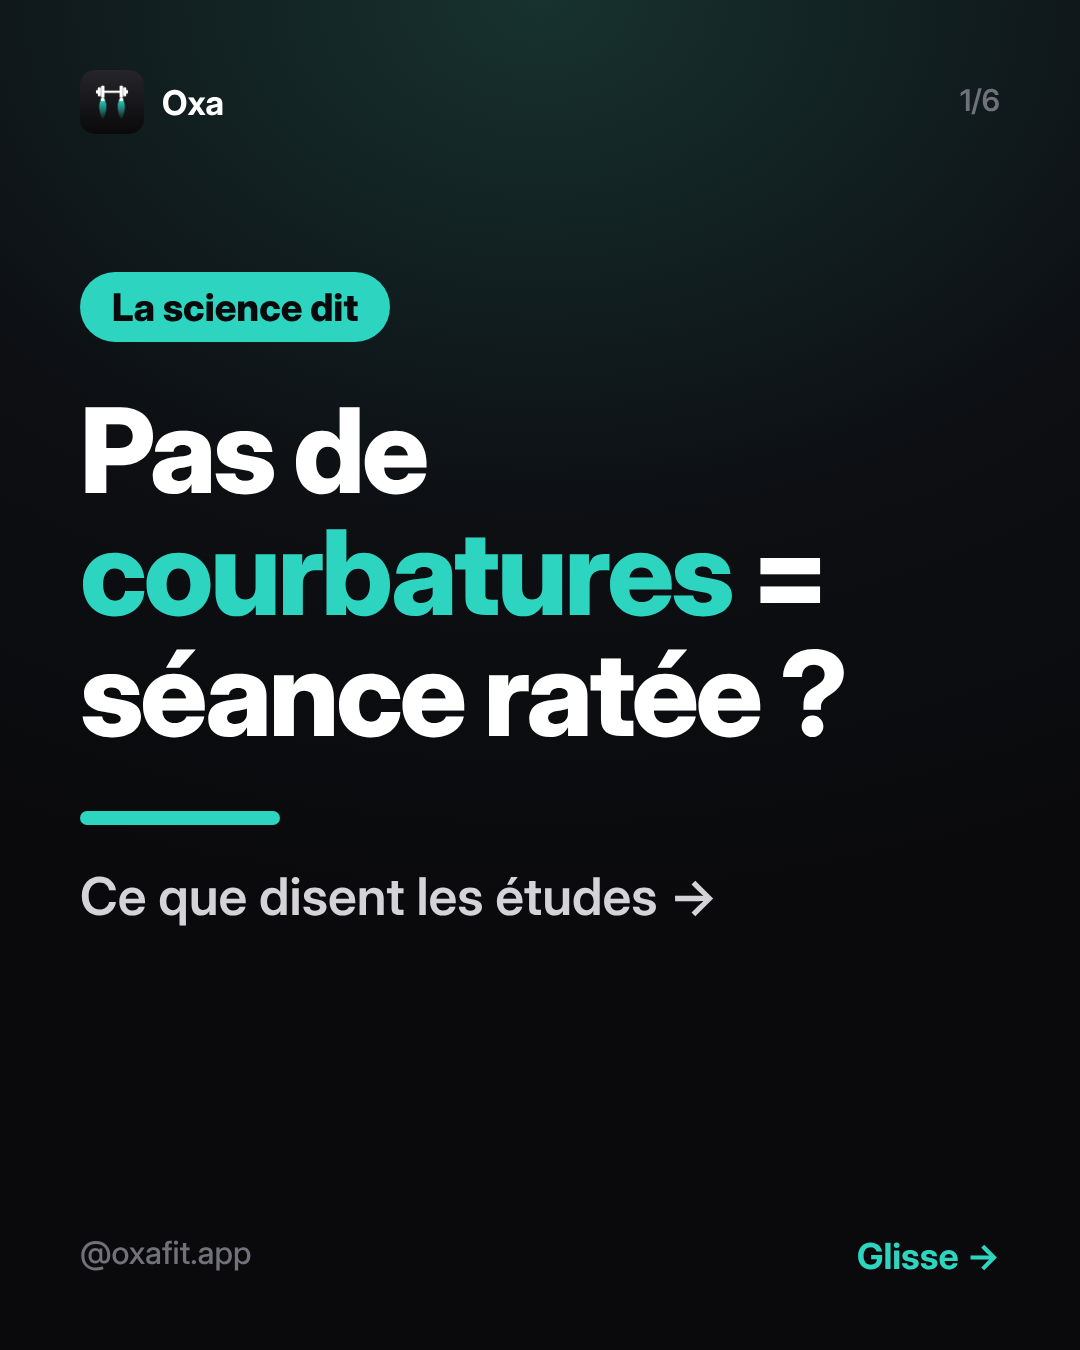 Oxa
1/6
La science dit
Pas de
courbatures =
séance ratée ?
Ce que disent les études →
@oxafit.app
Glisse →